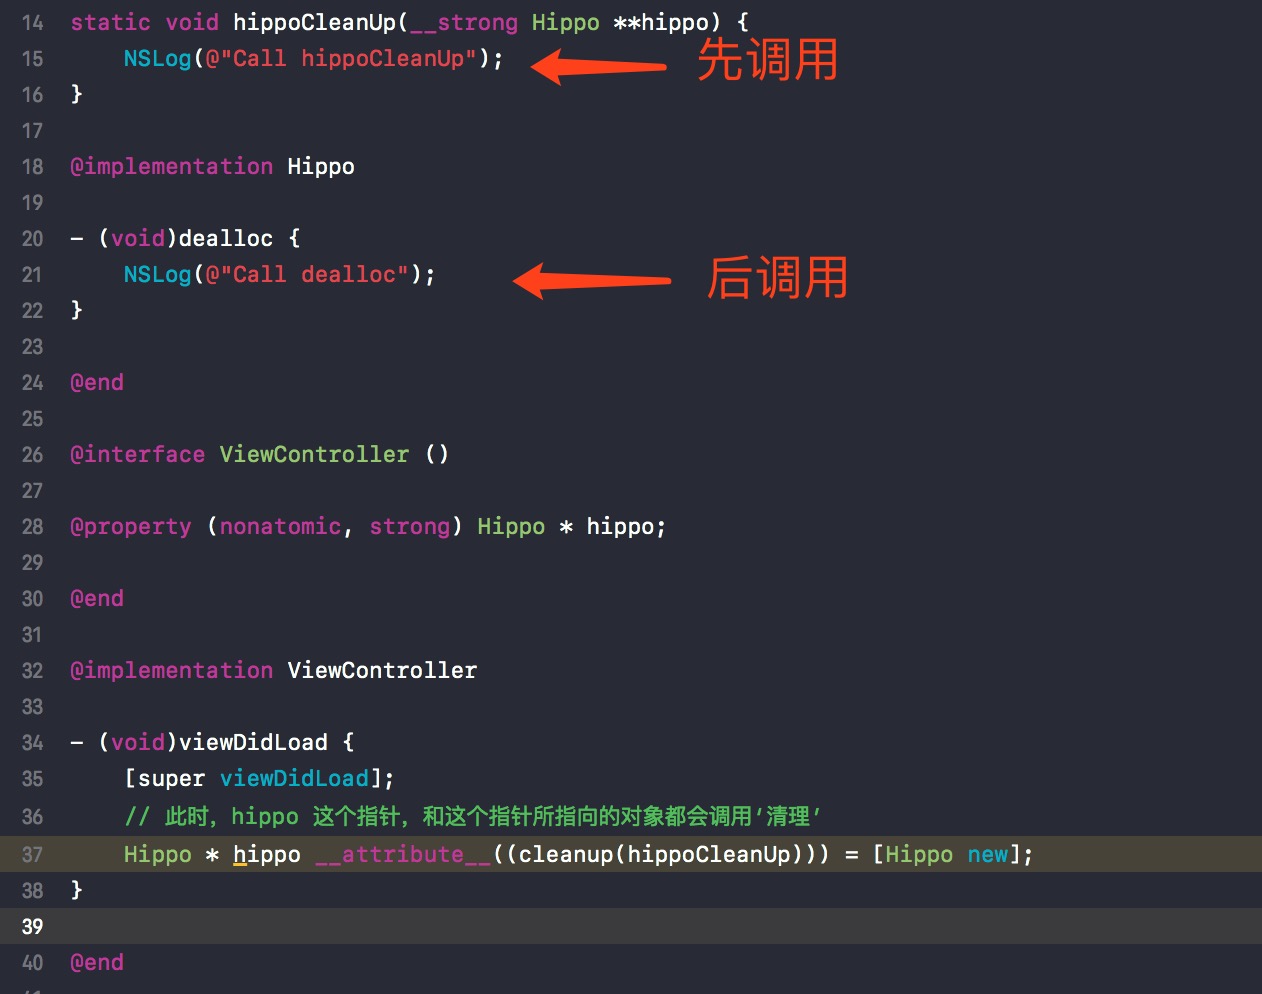 14 static void hippoCleanUp(__strong Hippo **hippo) {
15 NSLog(@"Call hippoCleanUp"); 先调用
16 }
17
18 @implementation Hippo
19
20 - (void)dealloc {
21 NSLog(@"Call dealloc"); 后调用
22 }
23
24 @end
25
26 @interface ViewController ()
27
28 @property (nonatomic, strong) Hippo * hippo;
29
30 @end
31
32 @implementation ViewController
33
34 - (void)viewDidLoad {
35 [super viewDidLoad];
36 // 此时，hippo 这个指针，和这个指针所指向的对象都会调用‘清理’
37 Hippo * hippo __attribute__((cleanup(hippoCleanUp))) = [Hippo new];
38 }
39
40 @end